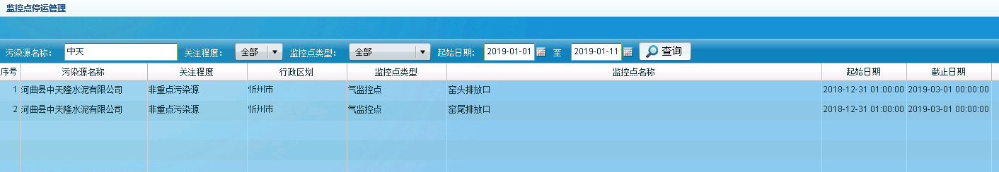 监控点停运管理
污染源名称: 中天 关注程度: 全部 监控点类型: 全部 起始日期: 2019-01-01 至 2019-01-11 查询
序号 污染源名称 关注程度 行政区划 监控点类型 监控点名称 起始日期 截止日期
1 河曲县中天隆水泥有限公司 非重点污染源 忻州市 气监控点 窑头排放口 2018-12-31 01:00:00 2019-03-01 00:00:00
2 河曲县中天隆水泥有限公司 非重点污染源 忻州市 气监控点 窑尾排放口 2018-12-31 01:00:00 2019-03-01 00:00:00